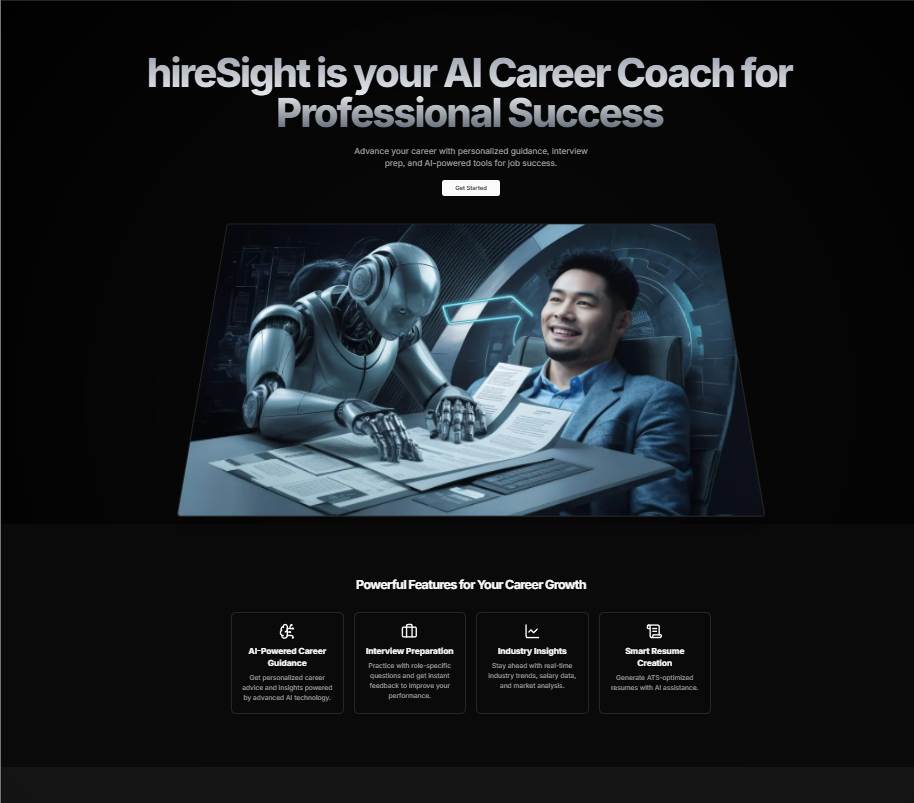 hireSight is your AI Career Coach for
Professional Success
Advance your career with personalized guidance, interview
prep, and AI-powered tools for job success.
Get Started
Powerful Features for Your Career Growth
AI-Powered Career
Guidance
Get personalized career
advice and insights powered
by advanced AI technology.
Interview Preparation
Practice with role-specific
questions and get instant
feedback to improve your
performance.
Industry Insights
Stay ahead with real-time
industry trends, salary data,
and market analysis.
Smart Resume
Creation
Generate ATS-optimized
resumes with AI assistance.